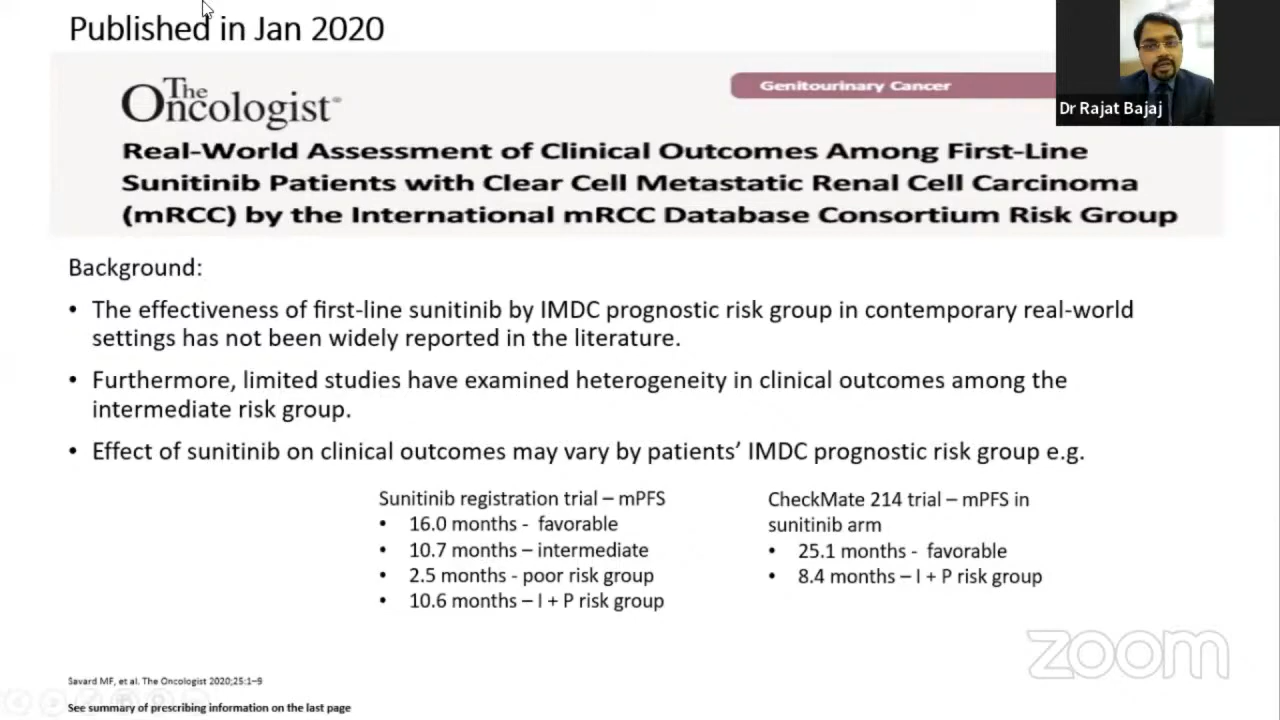 Published in Jan 2020
The Oncologist®
Genitourinary Cancer
Dr Rajat Bajaj
Real-World Assessment of Clinical Outcomes Among First-Line
Sunitinib Patients with Clear Cell Metastatic Renal Cell Carcinoma
(mRCC) by the International mRCC Database Consortium Risk Group
Background:
• The effectiveness of first-line sunitinib by IMDC prognostic risk group in contemporary real-world
settings has not been widely reported in the literature.
• Furthermore, limited studies have examined heterogeneity in clinical outcomes among the
intermediate risk group.
• Effect of sunitinib on clinical outcomes may vary by patients’ IMDC prognostic risk group e.g.
Sunitinib registration trial – mPFS
• 16.0 months - favorable
• 10.7 months – intermediate
• 2.5 months - poor risk group
• 10.6 months – I + P risk group
CheckMate 214 trial – mPFS in
sunitinib arm
• 25.1 months - favorable
• 8.4 months – I + P risk group
zoom
Savard MF, et al. The Oncologist 2020;25:1–9
See summary of prescribing information on the last page